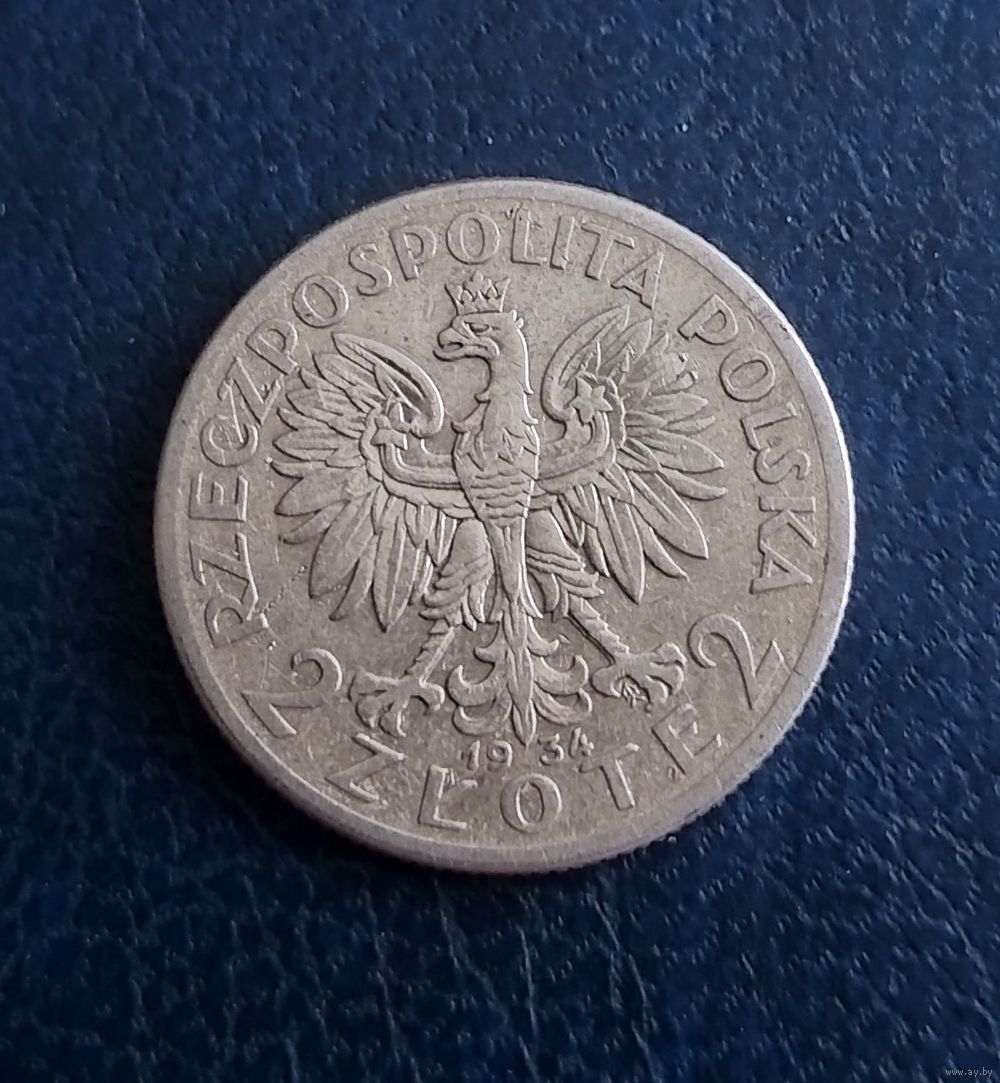 RZECZPOSPOLITA POLSKA
1934
2 ZŁOTE 2
www.ay.by